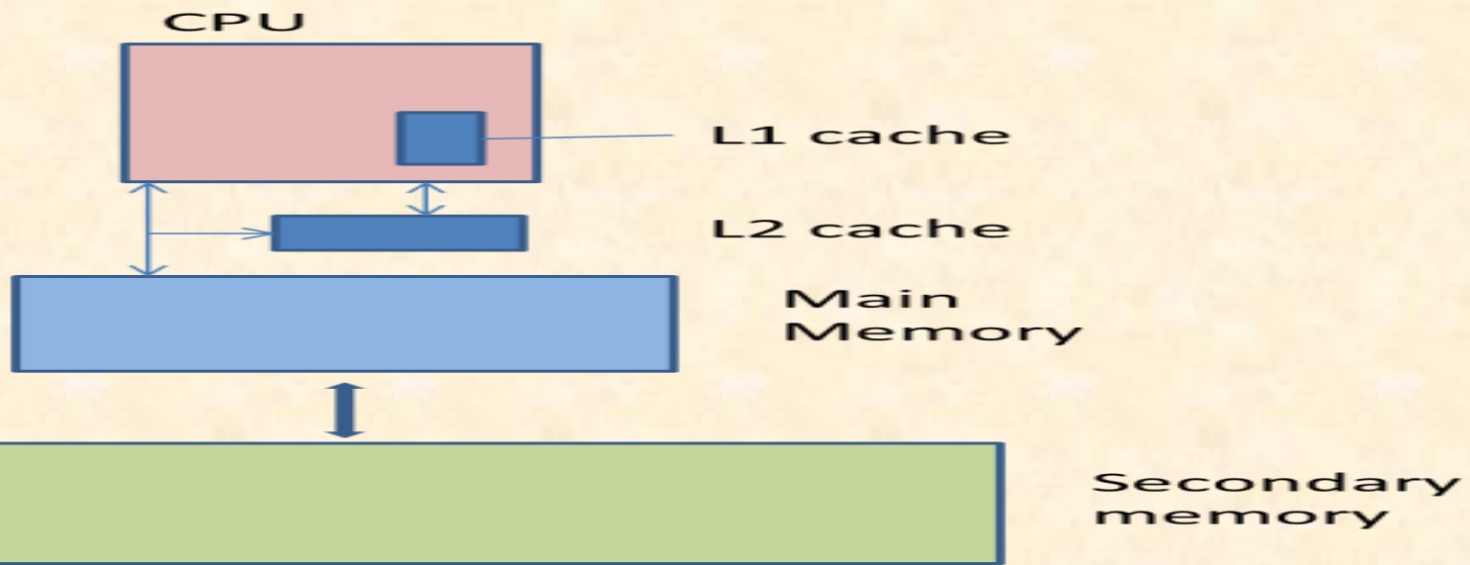 CPU
L1 cache
L2 cache
Main
Memory
Secondary
memory